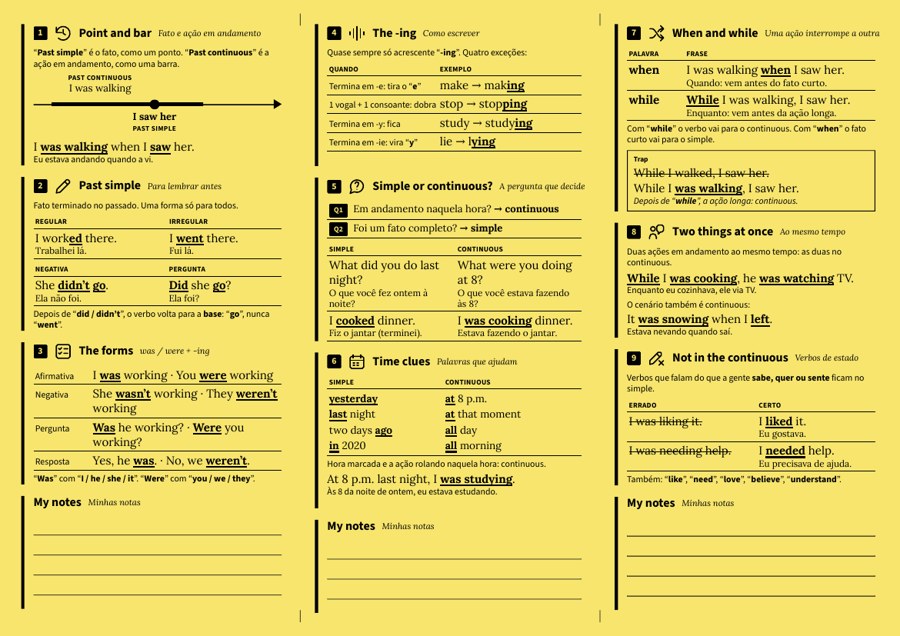 1 Point and bar Fato e ação em andamento
“Past simple” é o fato, como um ponto. “Past continuous” é a
ação em andamento, como uma barra.
PAST CONTINUOUS
I was walking
I saw her
PAST SIMPLE
I was walking when I saw her.
Eu estava andando quando a vi.
2 Past simple Para lembrar antes
Fato terminado no passado. Uma forma só para todos.
REGULAR IRREGULAR
I worked there. I went there.
Trabalhei lá. Fui lá.
NEGATIVA PERGUNTA
She didn’t go. Did she go?
Ela não foi. Ela foi?
Depois de “did / didn’t”, o verbo volta para a base: “go”, nunca
“went”.
3 The forms was / were + -ing
Afirmativa I was working · You were working
Negativa She wasn’t working · They weren’t
working
Pergunta Was he working? · Were you
working?
Resposta Yes, he was. · No, we weren’t.
“Was” com “I / he / she / it”. “Were” com “you / we / they”.
My notes Minhas notas
4 The -ing Como escrever
Quase sempre só acrescente “-ing”. Quatro exceções:
QUANDO EXEMPLO
Termina em -e: tira o “e” make → making
1 vogal + 1 consoante: dobra stop → stopping
Termina em -y: fica study → studying
Termina em -ie: vira “y” lie → lying
5 Simple or continuous? A pergunta que decide
Q1 Em andamento naquela hora? → continuous
Q2 Foi um fato completo? → simple
SIMPLE CONTINUOUS
What did you do last What were you doing
night? at 8?
O que você fez ontem à O que você estava fazendo
noite? às 8?
I cooked dinner. I was cooking dinner.
Fiz o jantar (terminei). Estava fazendo o jantar.
6 Time clues Palavras que ajudam
SIMPLE CONTINUOUS
yesterday at 8 p.m.
last night at that moment
two days ago all day
in 2020 all morning
Hora marcada e a ação rolando naquela hora: continuous.
At 8 p.m. last night, I was studying.
Às 8 da noite de ontem, eu estava estudando.
My notes Minhas notas
7 When and while Uma ação interrompe a outra
PALAVRA FRASE
when I was walking when I saw her.
Quando: vem antes do fato curto.
while While I was walking, I saw her.
Enquanto: vem antes da ação longa.
Com “while” o verbo vai para o continuous. Com “when” o fato
curto vai para o simple.
Trap
While I walked, I saw her.
While I was walking, I saw her.
Depois de “while”, a ação longa: continuous.
8 Two things at once Ao mesmo tempo
Duas ações em andamento ao mesmo tempo: as duas no
continuous.
While I was cooking, he was watching TV.
Enquanto eu cozinhava, ele via TV.
O cenário também é continuous:
It was snowing when I left.
Estava nevando quando saí.
9 Not in the continuous Verbos de estado
Verbos que falam do que a gente sabe, quer ou sente ficam no
simple.
ERRADO CERTO
I was liking it. I liked it.
Eu gostava.
I was needing help. I needed help.
Eu precisava de ajuda.
Também: “like”, “need”, “love”, “believe”, “understand”.
My notes Minhas notas